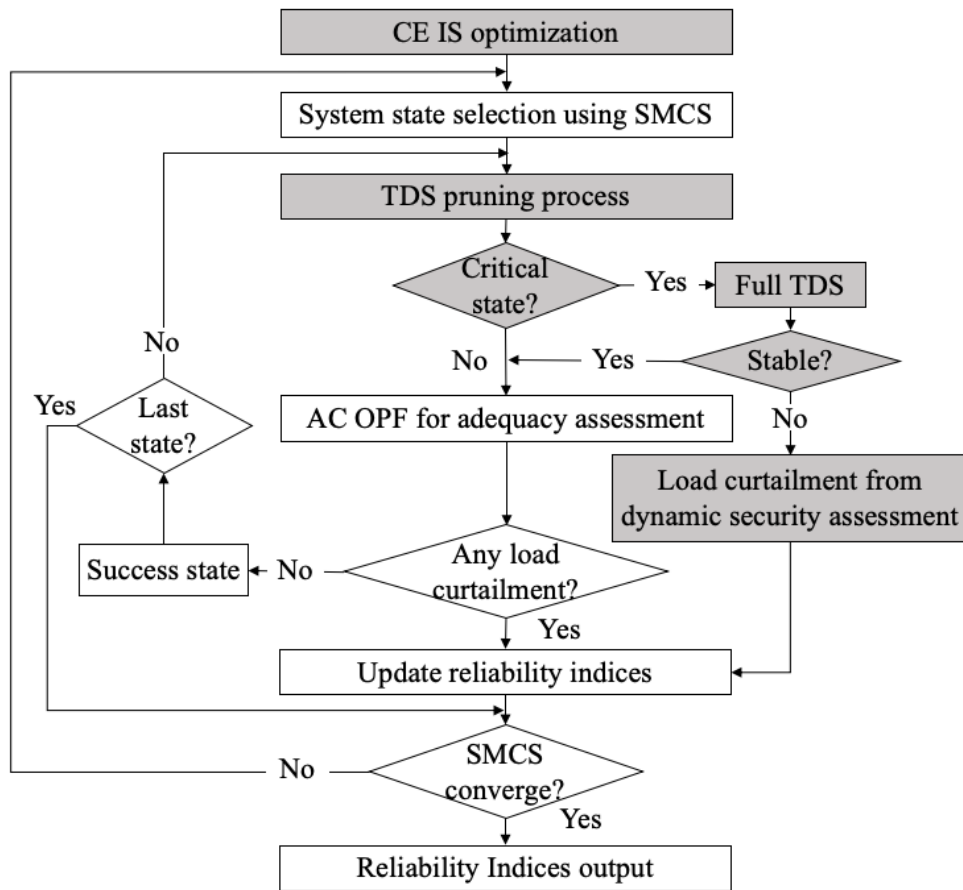 CE IS optimization
System state selection using SMCS
TDS pruning process
Critical
state?
Yes
Full TDS
No
Yes
Stable?
No
No
Yes
Last
state?
AC OPF for adequacy assessment
Load curtailment from
dynamic security assessment
Success state
No
Any load
curtailment?
Yes
Update reliability indices
SMCS
converge?
No
Yes
Reliability Indices output